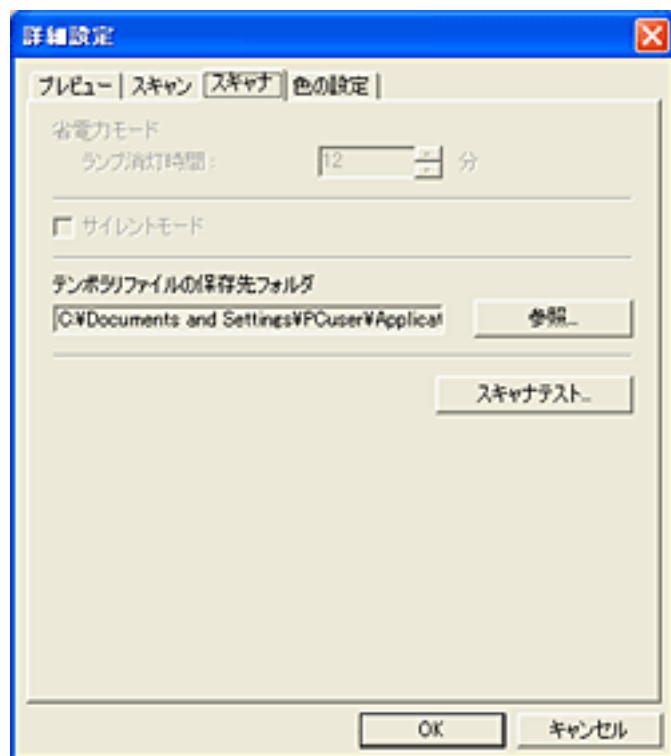 詳細設定
プレビュー スキャン スキャナ 色の設定
省電力モード
ランプ消灯時間： 12 分
サイレントモード
テンポラリファイルの保存先フォルダ
C:¥Documents and Settings¥PCuser¥Applicat 参照...
スキャナテスト...
OK キャンセル